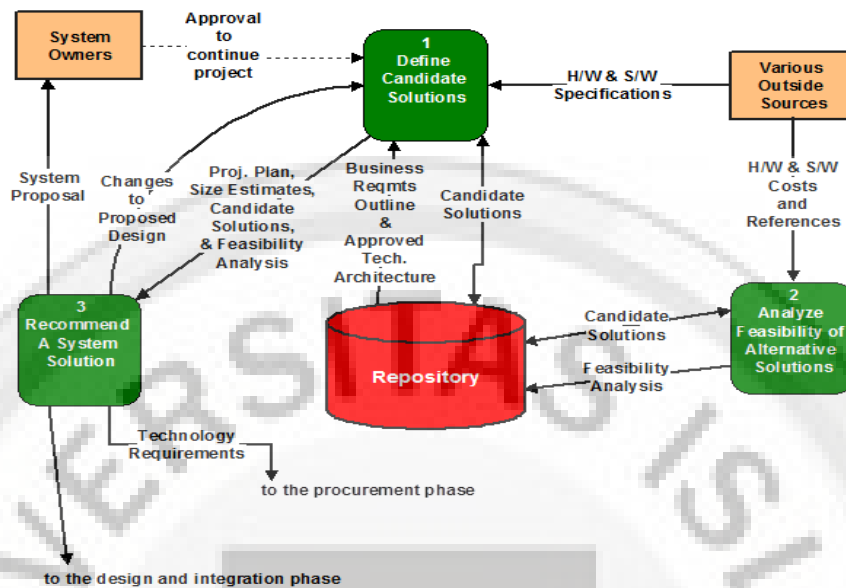 System
Owners
Approval
to
continue
project
1
Define
Candidate
Solutions
H/W & S/W
Specifications
Various
Outside
Sources
System
Proposal
Changes
to
Proposed
Design
Proj. Plan,
Size Estimates,
Candidate
Solutions,
& Feasibility
Analysis
Business
Reqmts
Outline
&
Approved
Tech.
Architecture
Candidate
Solutions
H/W & S/W
Costs
and
References
3
Recommend
A System
Solution
Repository
Candidate
Solutions
Feasibility
Analysis
2
Analyze
Feasibility of
Alternative
Solutions
Technology
Requirements
to the procurement phase
to the design and integration phase
VERSITAS ISL